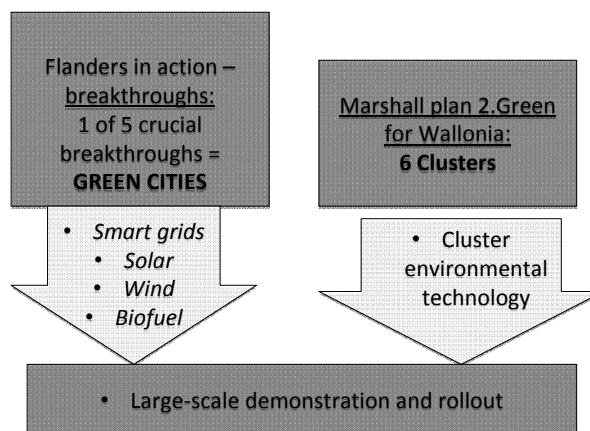 Flanders in action –
breakthroughs:
1 of 5 crucial
breakthroughs =
GREEN CITIES
Marshall plan 2.Green
for Wallonia:
6 Clusters
• Smart grids
• Solar
• Wind
• Biofuel
• Cluster
environmental
technology
• Large-scale demonstration and rollout